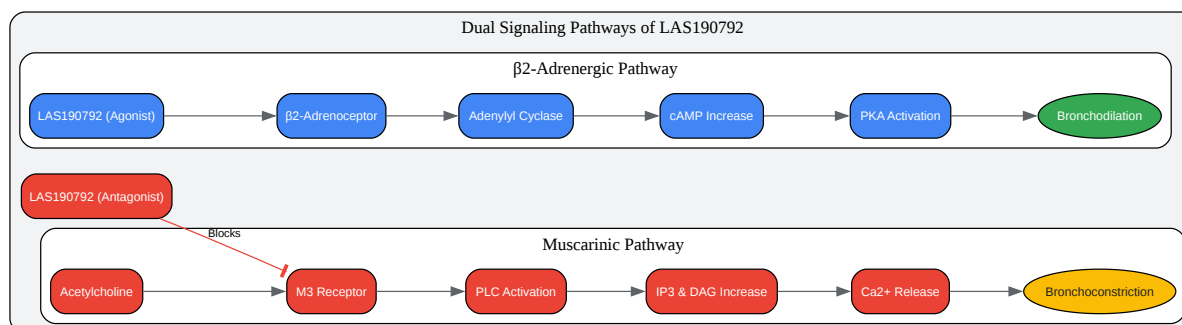 Dual Signaling Pathways of LAS190792
β2-Adrenergic Pathway
LAS190792 (Agonist)
β2-Adrenoceptor
Adenylyl Cyclase
cAMP Increase
PKA Activation
Bronchodilation
LAS190792 (Antagonist)
Blocks
Muscarinic Pathway
Acetylcholine
M3 Receptor
PLC Activation
IP3 & DAG Increase
Ca2+ Release
Bronchoconstriction